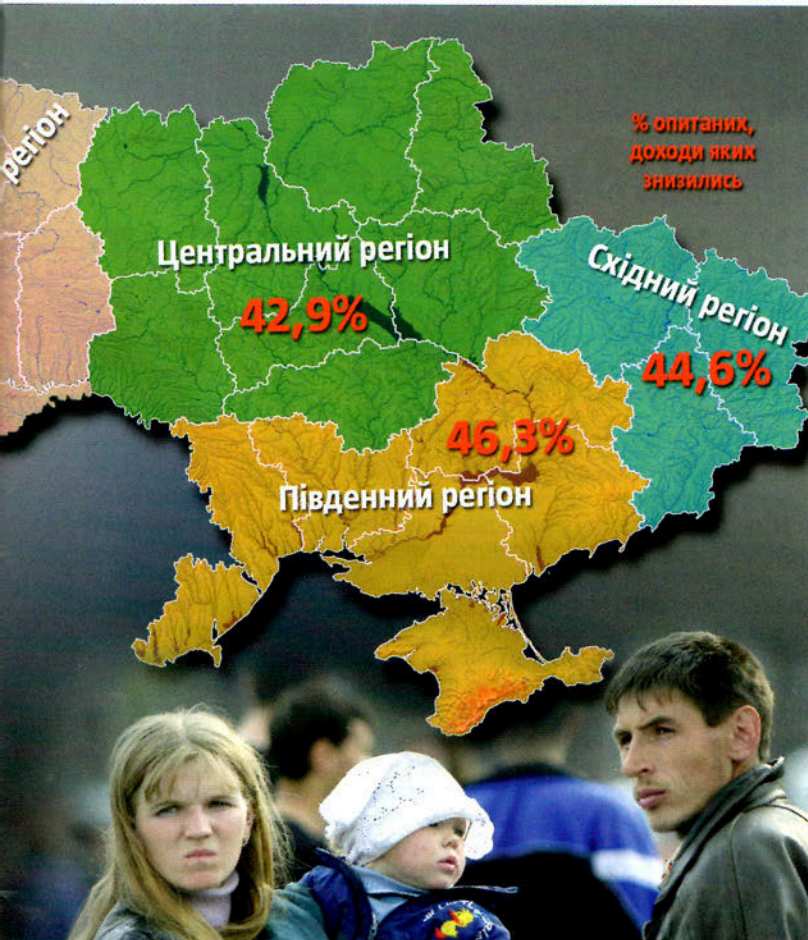 регіон
% опитаних,
доходи яких
знизились
Центральний регіон
42,9%
Східний регіон
44,6%
46,3%
Південний регіон